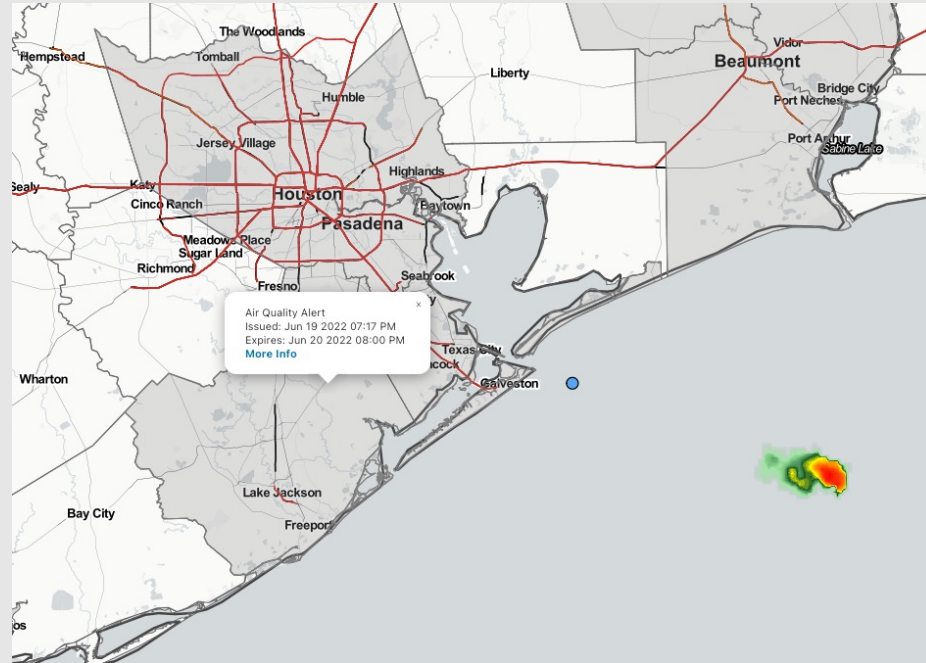 The Woodlands
Hempstead
Tomball
Vidor
Beaumont
Liberty
Bridge City
Humble
Port Neches
Jersey Village
Port Arthur
Sabine Lake
Highlands
Sealy
Katy
Houston
Cinco Ranch
Baytown
Pasadena
Meadows Place
Sugar Land
Richmond
Seabrook
Fresno
×
Air Quality Alert
Issued: Jun 19 2022 07:17 PM
Expires: Jun 20 2022 08:00 PM
More Info
Texas City
Wharton
Galveston
Lake Jackson
Bay City
Freeport